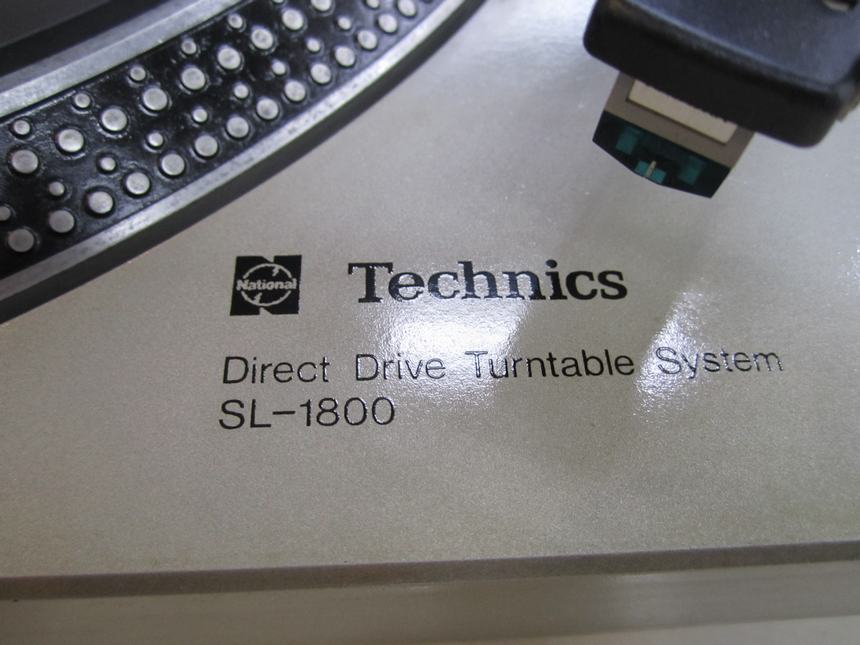 National Technics
Direct Drive Turntable System
SL-1800